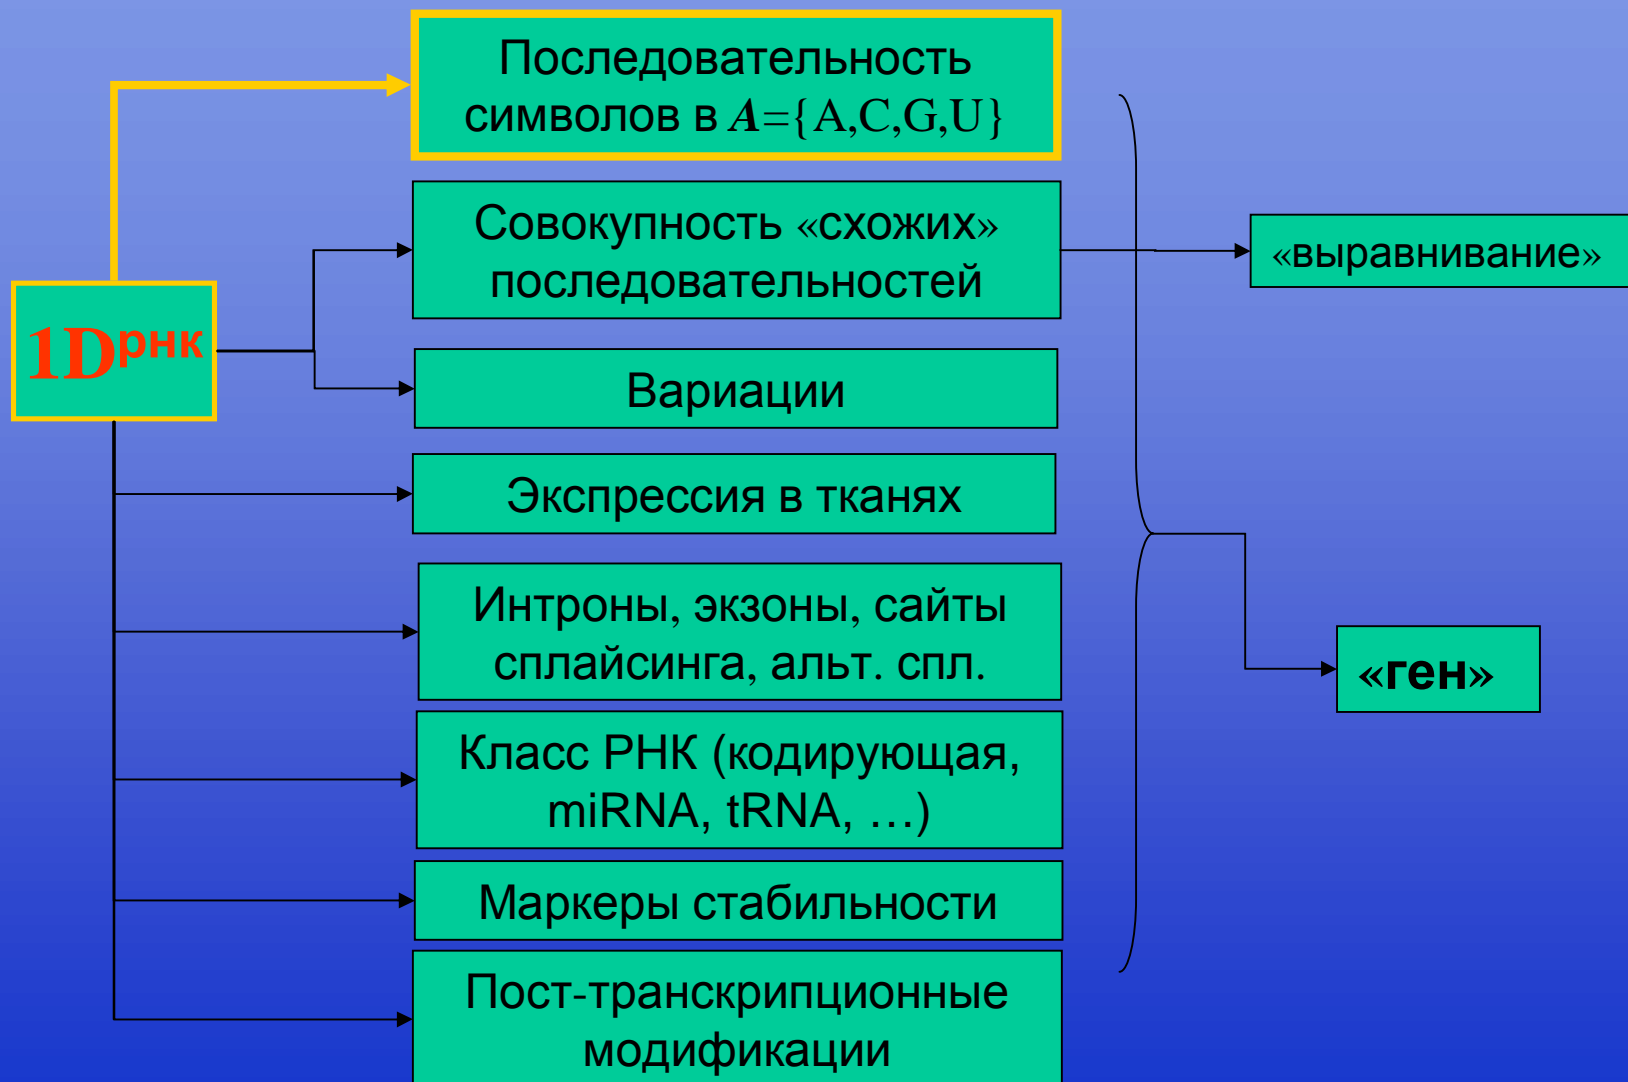 Последовательность
символов в A={A,C,G,U}
Совокупность «схожих»
последовательностей
«выравнивание»
1Dрнк
Вариации
Экспрессия в тканях
Интроны, экзоны, сайты
сплайсинга, альт. спл.
«ген»
Класс РНК (кодирующая,
miRNA, tRNA, …)
Маркеры стабильности
Пост-транскрипционные
модификации